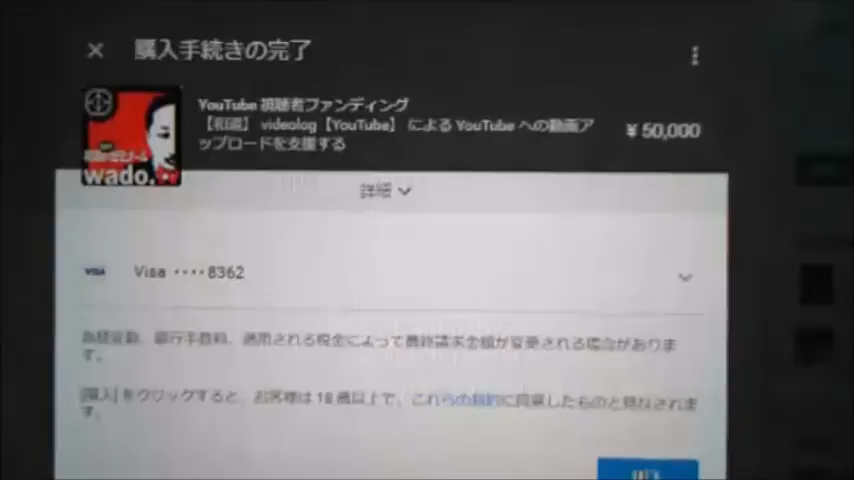 購入手続きの完了
YouTube 視聴者ファンディング
【和道】 videolog【YouTube】 による YouTube への動画ア
ップロードを支援する
¥ 50,000
wado.
詳細
VISA
Visa ････8362
為替変動、銀行手数料、適用される税金によって最終請求金額が変更される場合がありま
す。
[購入] をクリックすると、お客様は 18 歳以上で、これらの規約に同意したものと見なされま
す。